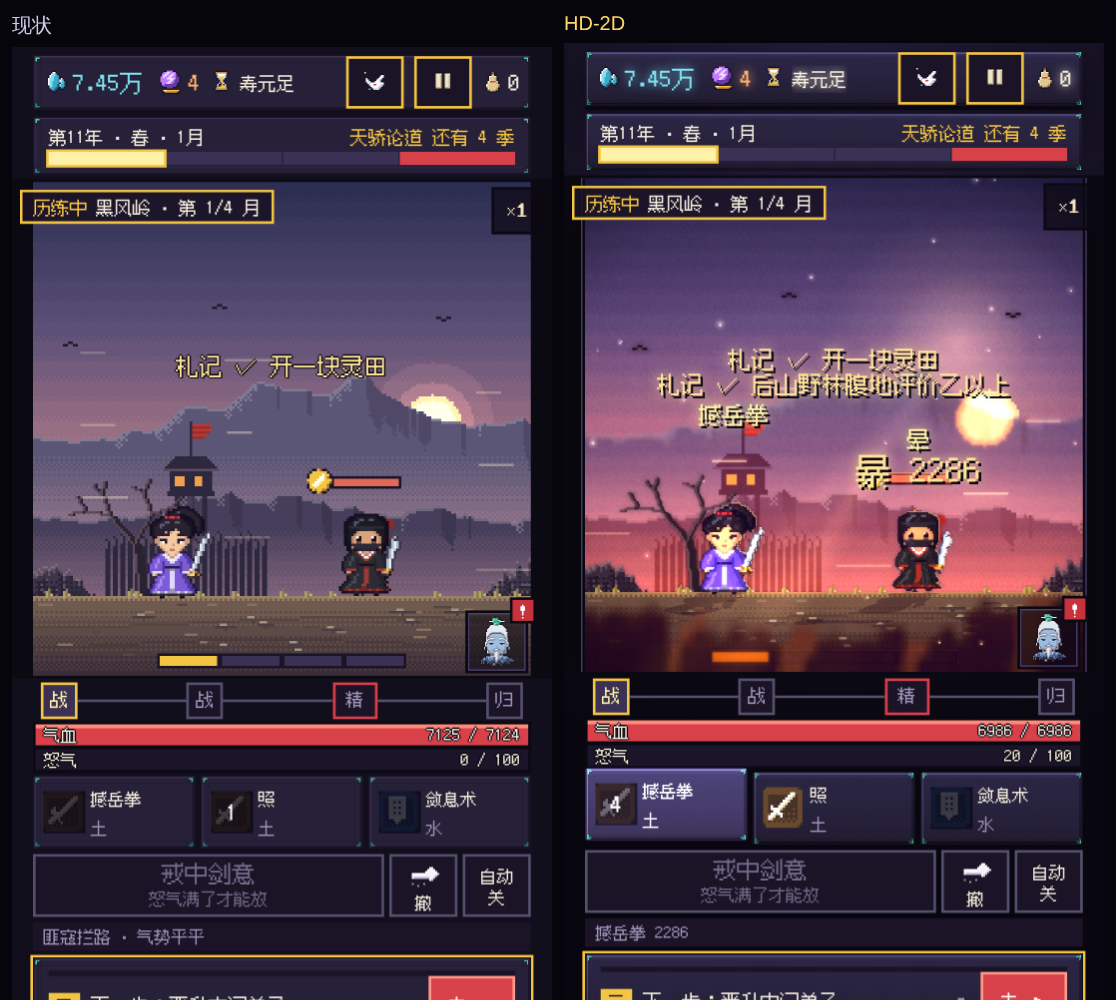 现状
7.45万 4 寿元足 0
第11年 · 春 · 1月 天骄论道 还有 4 季
历练中 黑风岭 · 第 1/4 月 ×1
札记 ✓ 开一块灵田
!
战 战 精 归
气血 7125 / 7124
怒气 0 / 100
撼岳拳 土
1 照 土
敛息术 水
戒中剑意
怒气满了才能放
撤
自动 关
匪寇拦路 · 气势平平
HD-2D
7.45万 4 寿元足 0
第11年 · 春 · 1月 天骄论道 还有 4 季
历练中 黑风岭 · 第 1/4 月 ×1
札记 ✓ 开一块灵田
札记 ✓ 后山野林腹地评价乙以上
撼岳拳
晕
暴 2286
!
战 战 精 归
气血 6986 / 6986
怒气 20 / 100
4 撼岳拳 土
照 土
敛息术 水
戒中剑意
怒气满了才能放
撤
自动 关
撼岳拳 2286